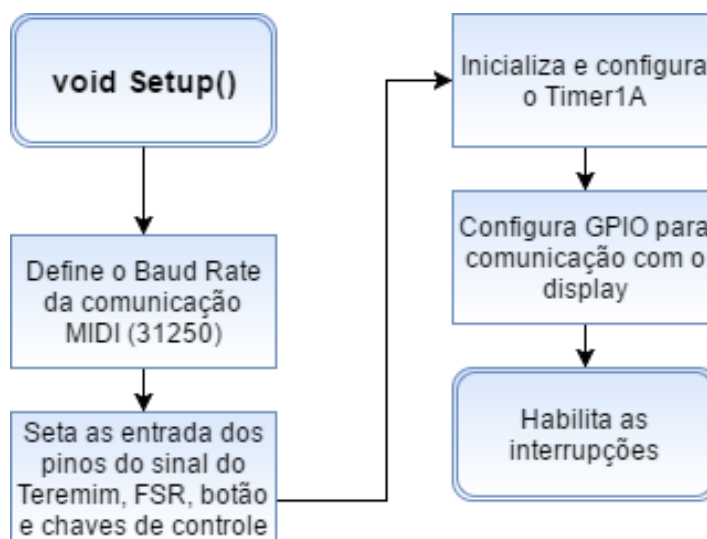 void Setup()
Define o Baud Rate
da comunicação
MIDI (31250)
Seta as entrada dos
pinos do sinal do
Teremim, FSR, botão
e chaves de controle
Inicializa e configura
o Timer1A
Configura GPIO para
comunicação com o
display
Habilita as
interrupções